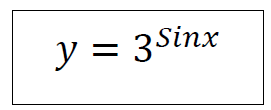 y = 3^{Sinx}